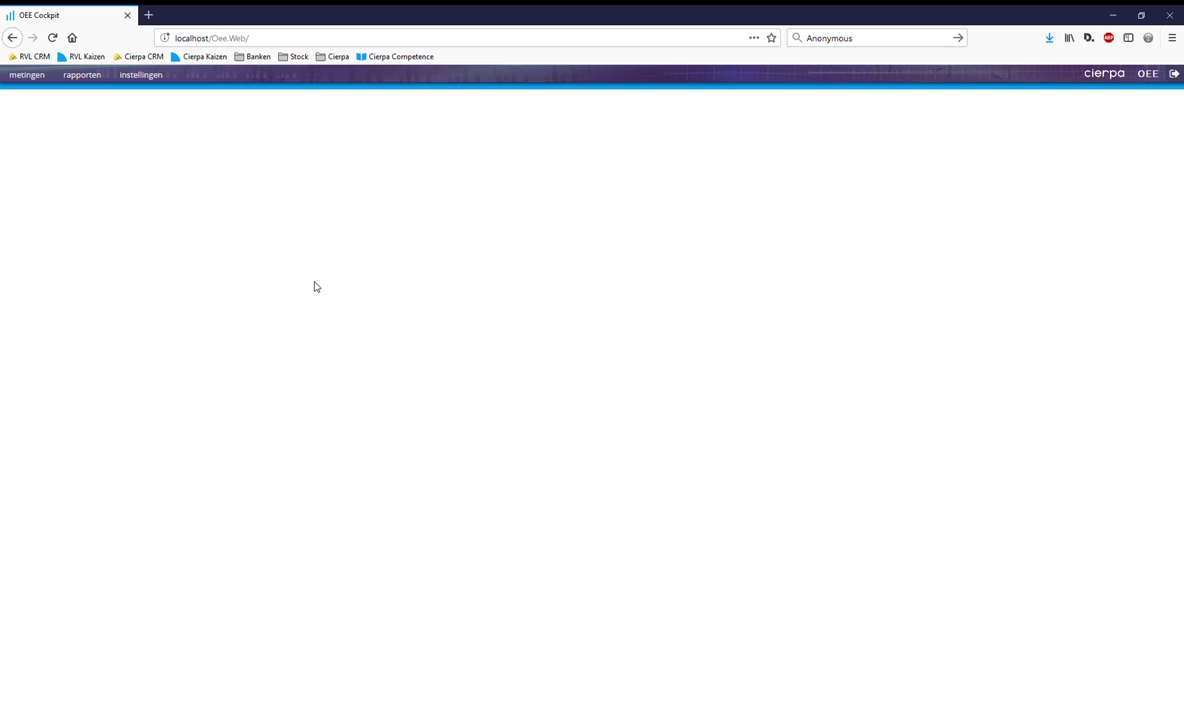 OEE Cockpit
localhost/Oee.Web/
Anonymous
RVL CRM RVL Kaizen Cierpa CRM Cierpa Kaizen Banken Stock Cierpa Cierpa Competence
metingen rapporten instellingen cierpa OEE